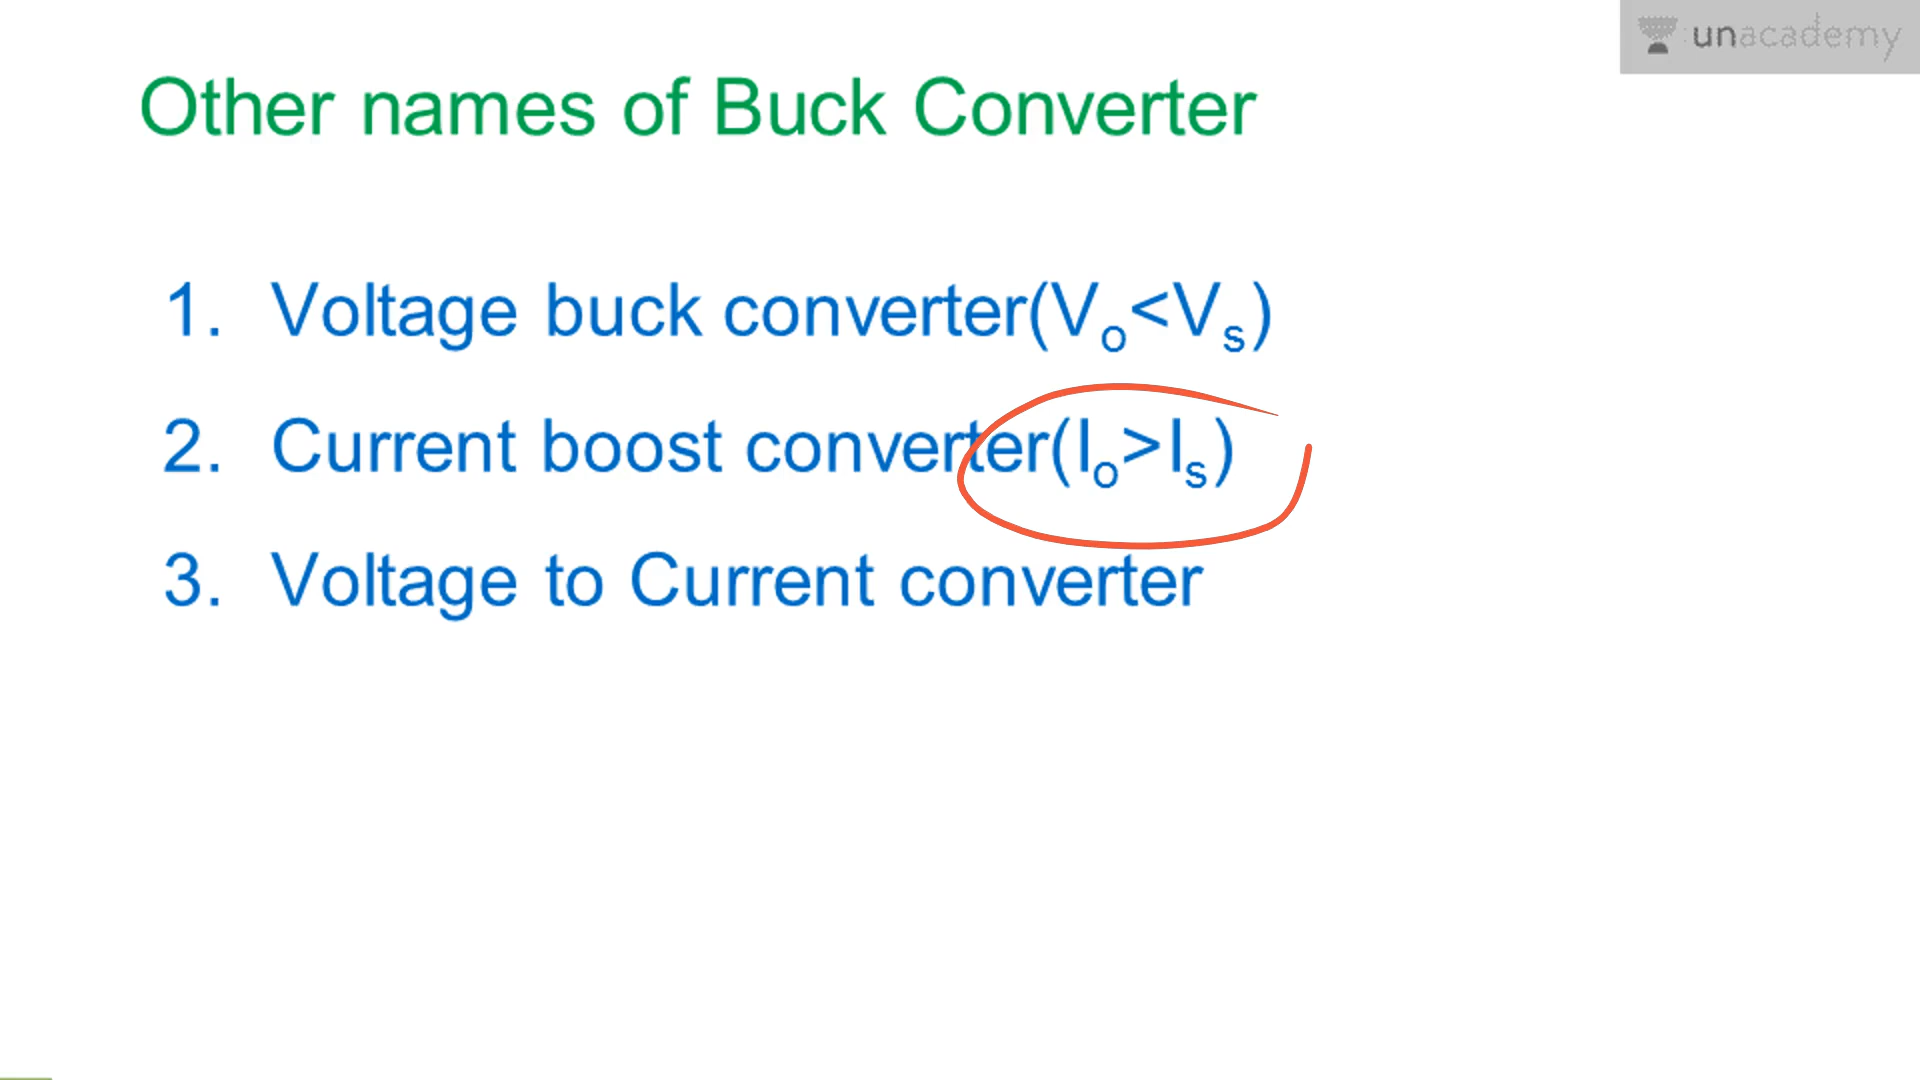 unacademy
Other names of Buck Converter
1. Voltage buck converter(Vₒ<Vₛ)
2. Current boost converter(Iₒ>Iₛ)
3. Voltage to Current converter